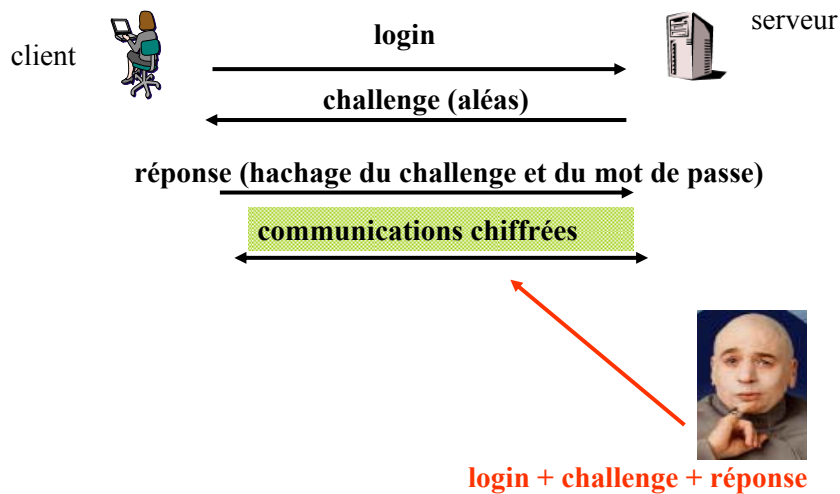 client
login
serveur
challenge (aléas)
réponse (hachage du challenge et du mot de passe)
communications chiffrées
login + challenge + réponse